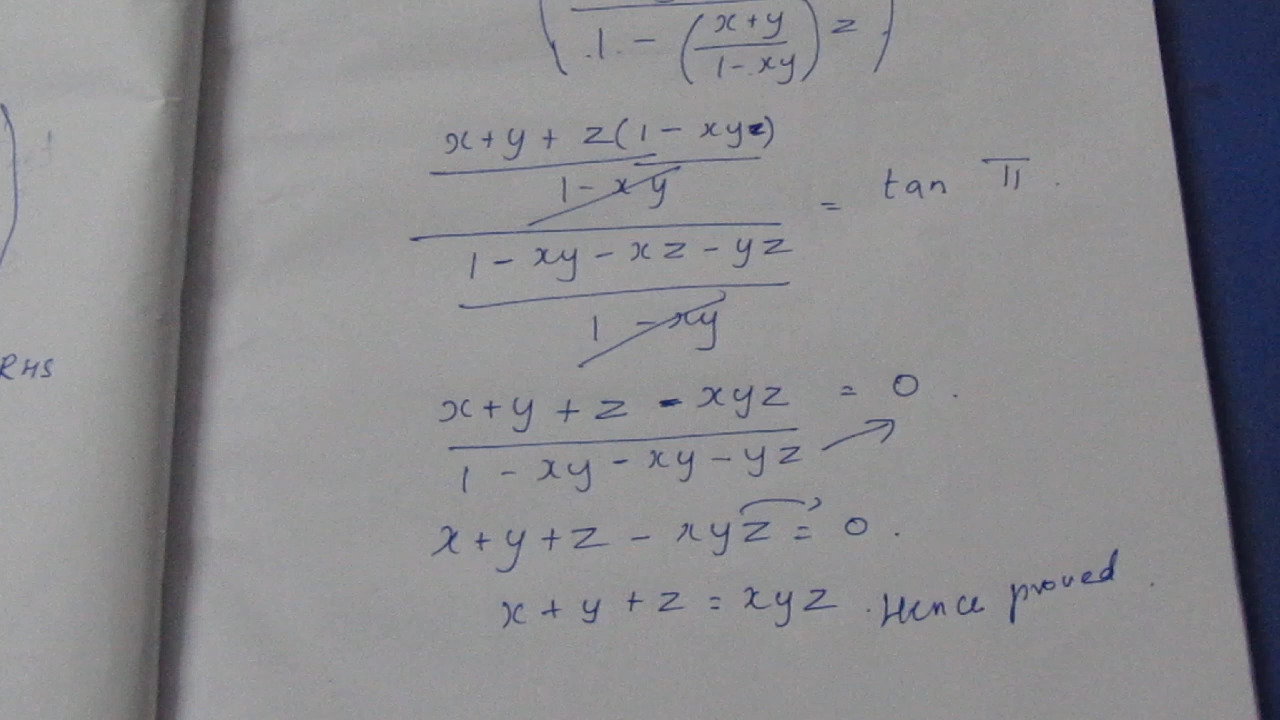 1 - (x+y / 1-xy) z
x+y + z(1 - xy)
1 - xy
= tan π .
1 - xy - xz - yz
1 - xy
x+y+z - xyz = 0 .
1 - xy - xy - yz
x+y+z - xyz = 0 .
x+y+z = xyz . Hence proved .
RHS